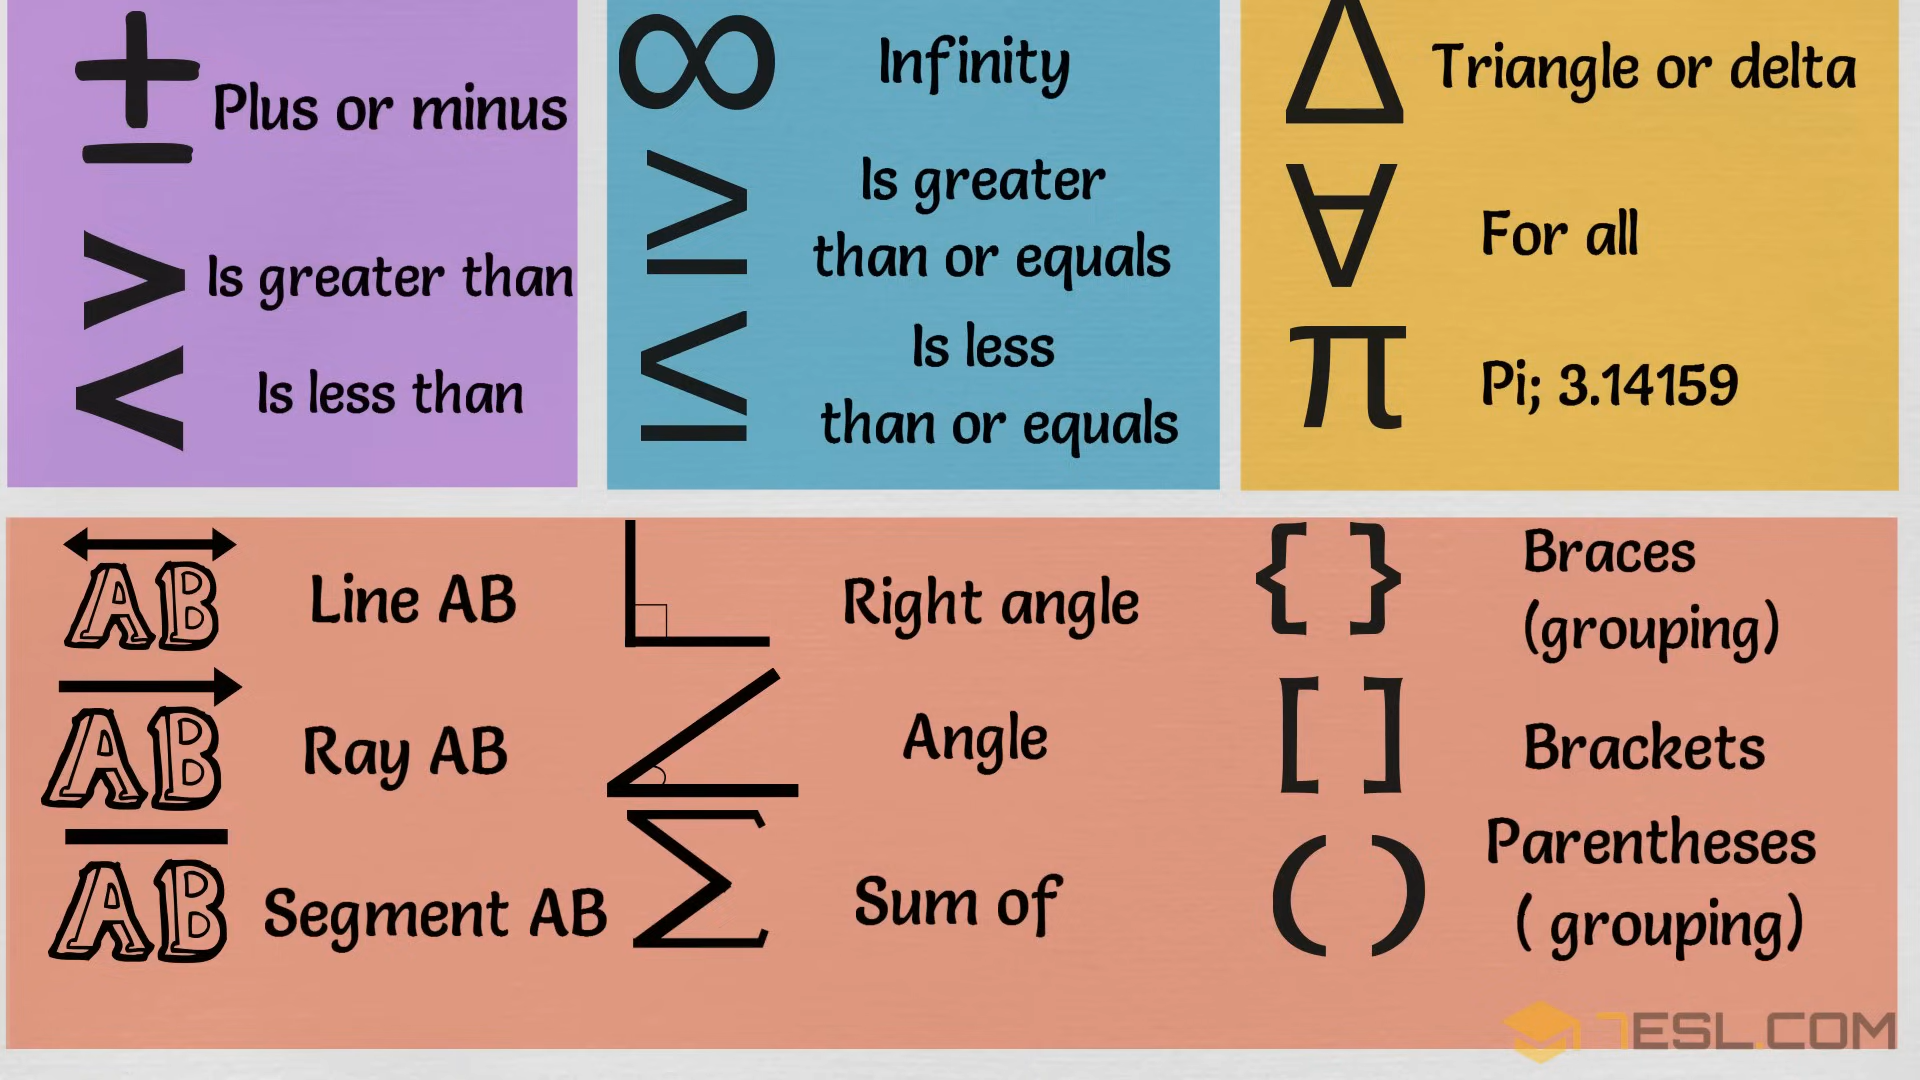 ± Plus or minus
> Is greater than
< Is less than
∞ Infinity
≥ Is greater
than or equals
≤ Is less
than or equals
Δ Triangle or delta
∀ For all
π Pi; 3.14159
AB Line AB
AB Ray AB
AB Segment AB
Right angle
Angle
∑ Sum of
{ } Braces
(grouping)
[ ] Brackets
( ) Parentheses
( grouping)
7ESL.COM